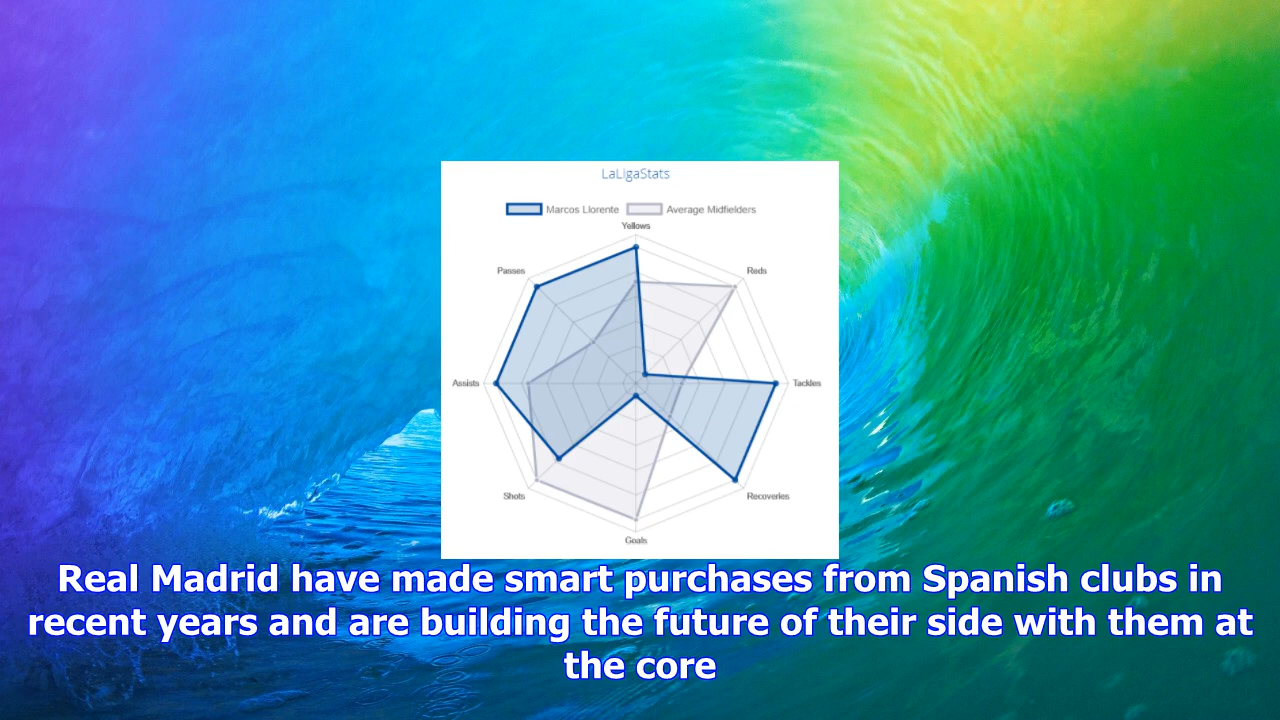 LaLigaStats
Marcos Llorente Average Midfielders
Yellows
Passes Reds
Assists Tackles
Shots Recoveries
Goals
Real Madrid have made smart purchases from Spanish clubs in
recent years and are building the future of their side with them at
the core